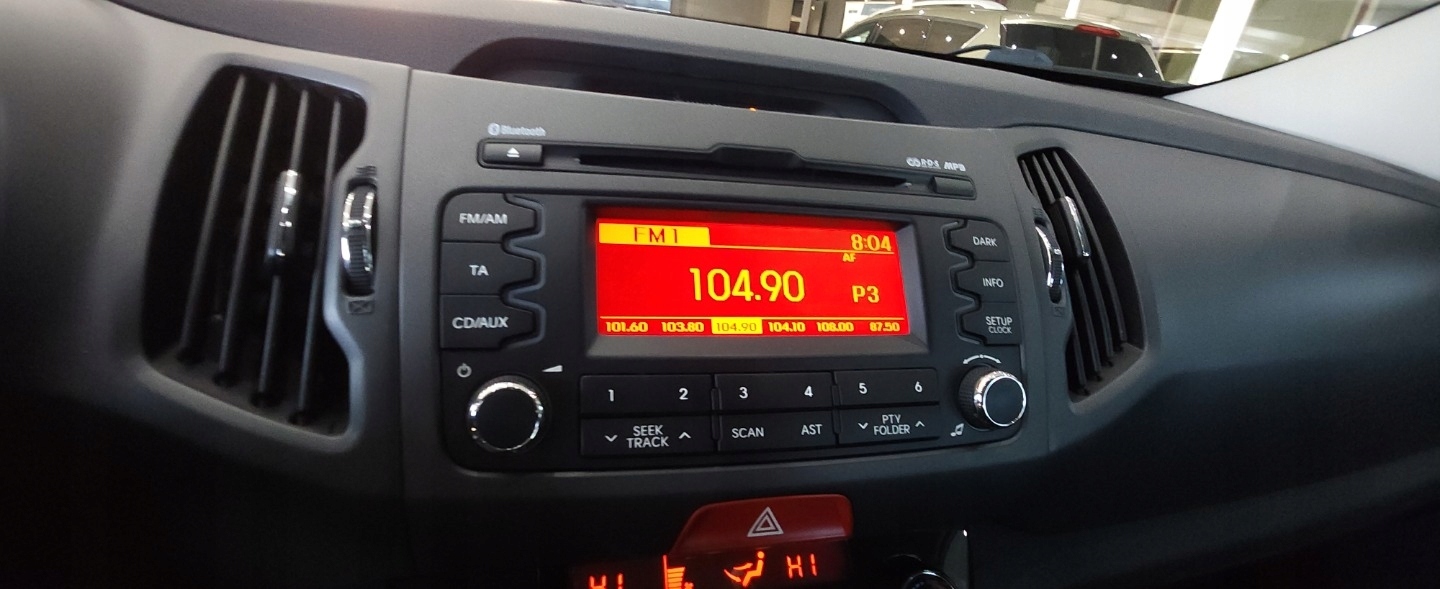 Bluetooth
RDS MP3
FM/AM
TA
CD/AUX
FM1
8:04
AF
104.90
P3
101.60 103.80 104.90 104.10 108.00 87.50
DARK
INFO
SETUP
CLOCK
1 2 3 4 5 6
SEEK
TRACK
SCAN
AST
PTY
FOLDER
HI
HI